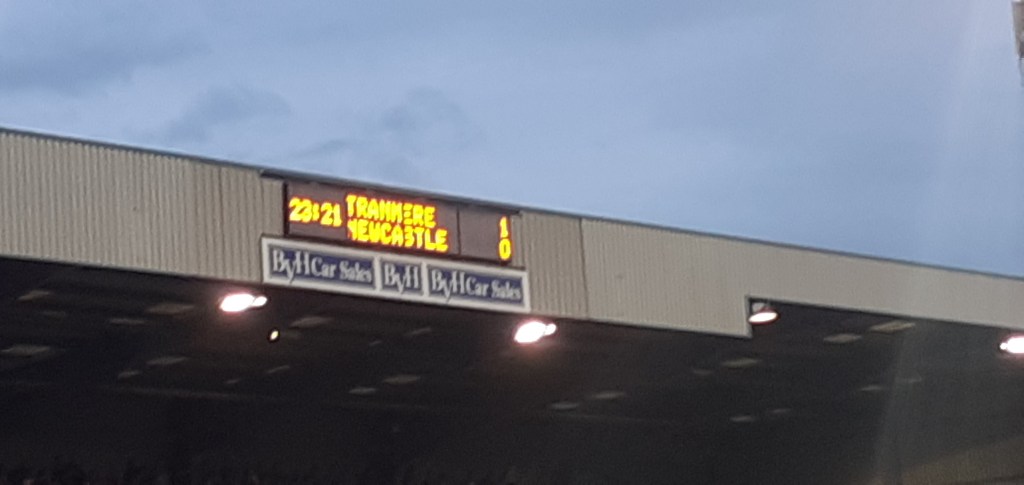 23:21 TRANMERE 1
NEWCASTLE 0
ByH Car Sales ByH ByH Car Sales